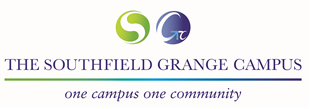 THE SOUTHFIELD GRANGE CAMPUS
one campus one community